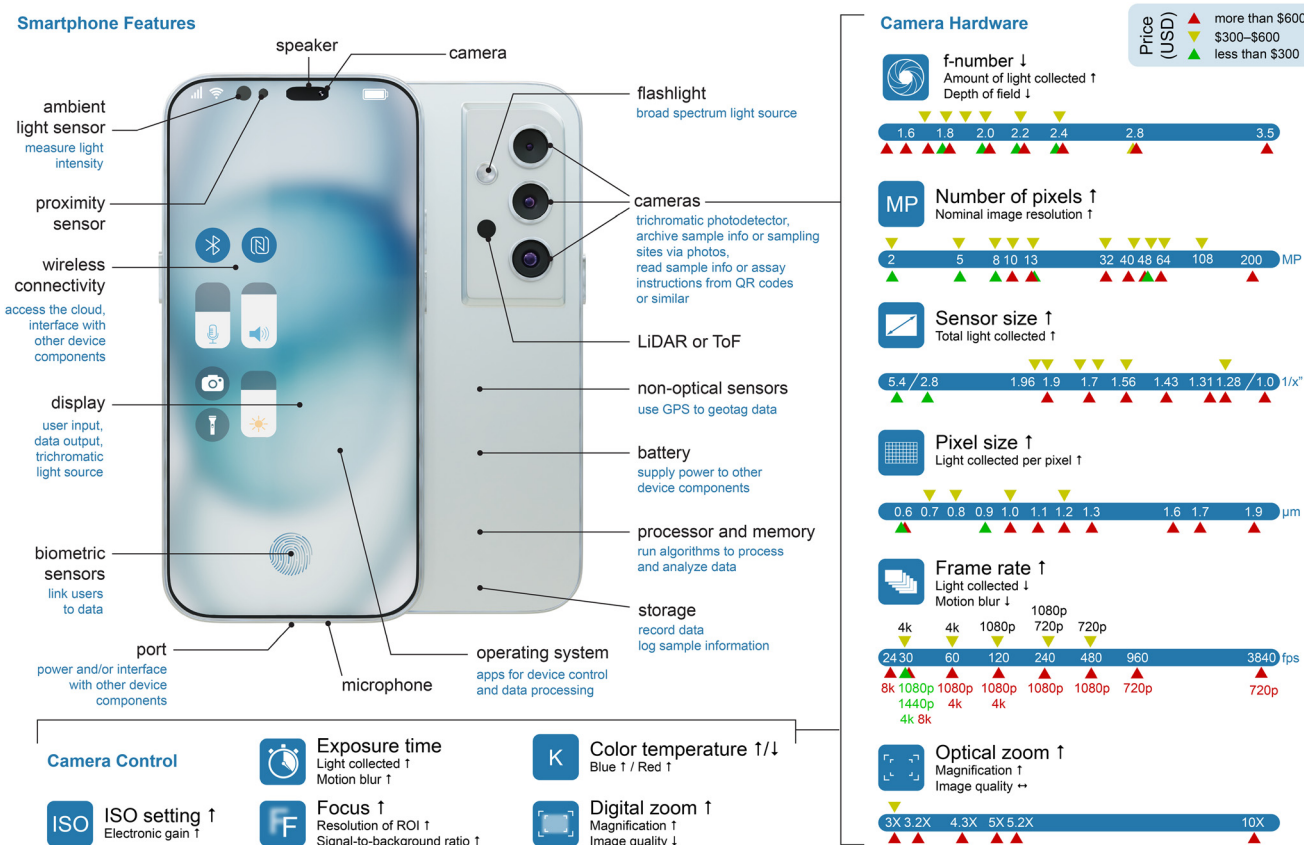 Smartphone Features
speaker
camera
ambient
light sensor
measure light
intensity
proximity
sensor
wireless
connectivity
access the cloud,
interface with
other device
components
display
user input,
data output,
trichromatic
light source
biometric
sensors
link users
to data
port
power and/or interface
with other device
components
microphone
operating system
apps for device control
and data processing
flashlight
broad spectrum light source
cameras
trichromatic photodetector,
archive sample info or sampling
sites via photos,
read sample info or assay
instructions from QR codes
or similar
LiDAR or ToF
non-optical sensors
use GPS to geotag data
battery
supply power to other
device components
processor and memory
run algorithms to process
and analyze data
storage
record data
log sample information
Camera Control
ISO
ISO setting ↑
Electronic gain ↑
Exposure time
Light collected ↑
Motion blur ↑
FF
Focus ↑
Resolution of ROI ↑
Signal-to-background ratio ↑
K
Color temperature ↑/↓
Blue ↑ / Red ↑
Digital zoom ↑
Magnification ↑
Image quality ↓
Camera Hardware
Price
(USD)
more than $600
$300–$600
less than $300
f-number ↓
Amount of light collected ↑
Depth of field ↓
1.6 1.8 2.0 2.2 2.4 2.8 3.5
MP
Number of pixels ↑
Nominal image resolution ↑
2 5 8 10 13 32 40 48 64 108 200 MP
Sensor size ↑
Total light collected ↑
5.4 / 2.8 1.96 1.9 1.7 1.56 1.43 1.31 1.28 / 1.0 1/x"
Pixel size ↑
Light collected per pixel ↑
0.6 0.7 0.8 0.9 1.0 1.1 1.2 1.3 1.6 1.7 1.9 µm
Frame rate ↑
Light collected ↓
Motion blur ↓
1080p
4k 4k 1080p 720p 720p
24 30 60 120 240 480 960 3840 fps
8k 1080p 1080p 1080p 1080p 1080p 720p 720p
1440p 4k 4k
4k 8k
Optical zoom ↑
Magnification ↑
Image quality ↔
3X 3.2X 4.3X 5X 5.2X 10X